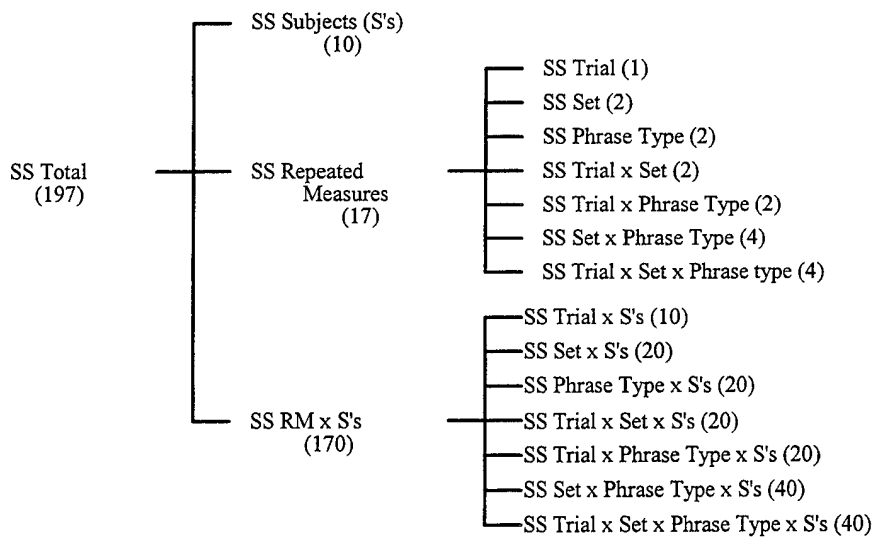 SS Total
(197)
SS Subjects (S's)
(10)
SS Repeated
Measures
(17)
SS Trial (1)
SS Set (2)
SS Phrase Type (2)
SS Trial x Set (2)
SS Trial x Phrase Type (2)
SS Set x Phrase Type (4)
SS Trial x Set x Phrase type (4)
SS RM x S's
(170)
SS Trial x S's (10)
SS Set x S's (20)
SS Phrase Type x S's (20)
SS Trial x Set x S's (20)
SS Trial x Phrase Type x S's (20)
SS Set x Phrase Type x S's (40)
SS Trial x Set x Phrase Type x S's (40)